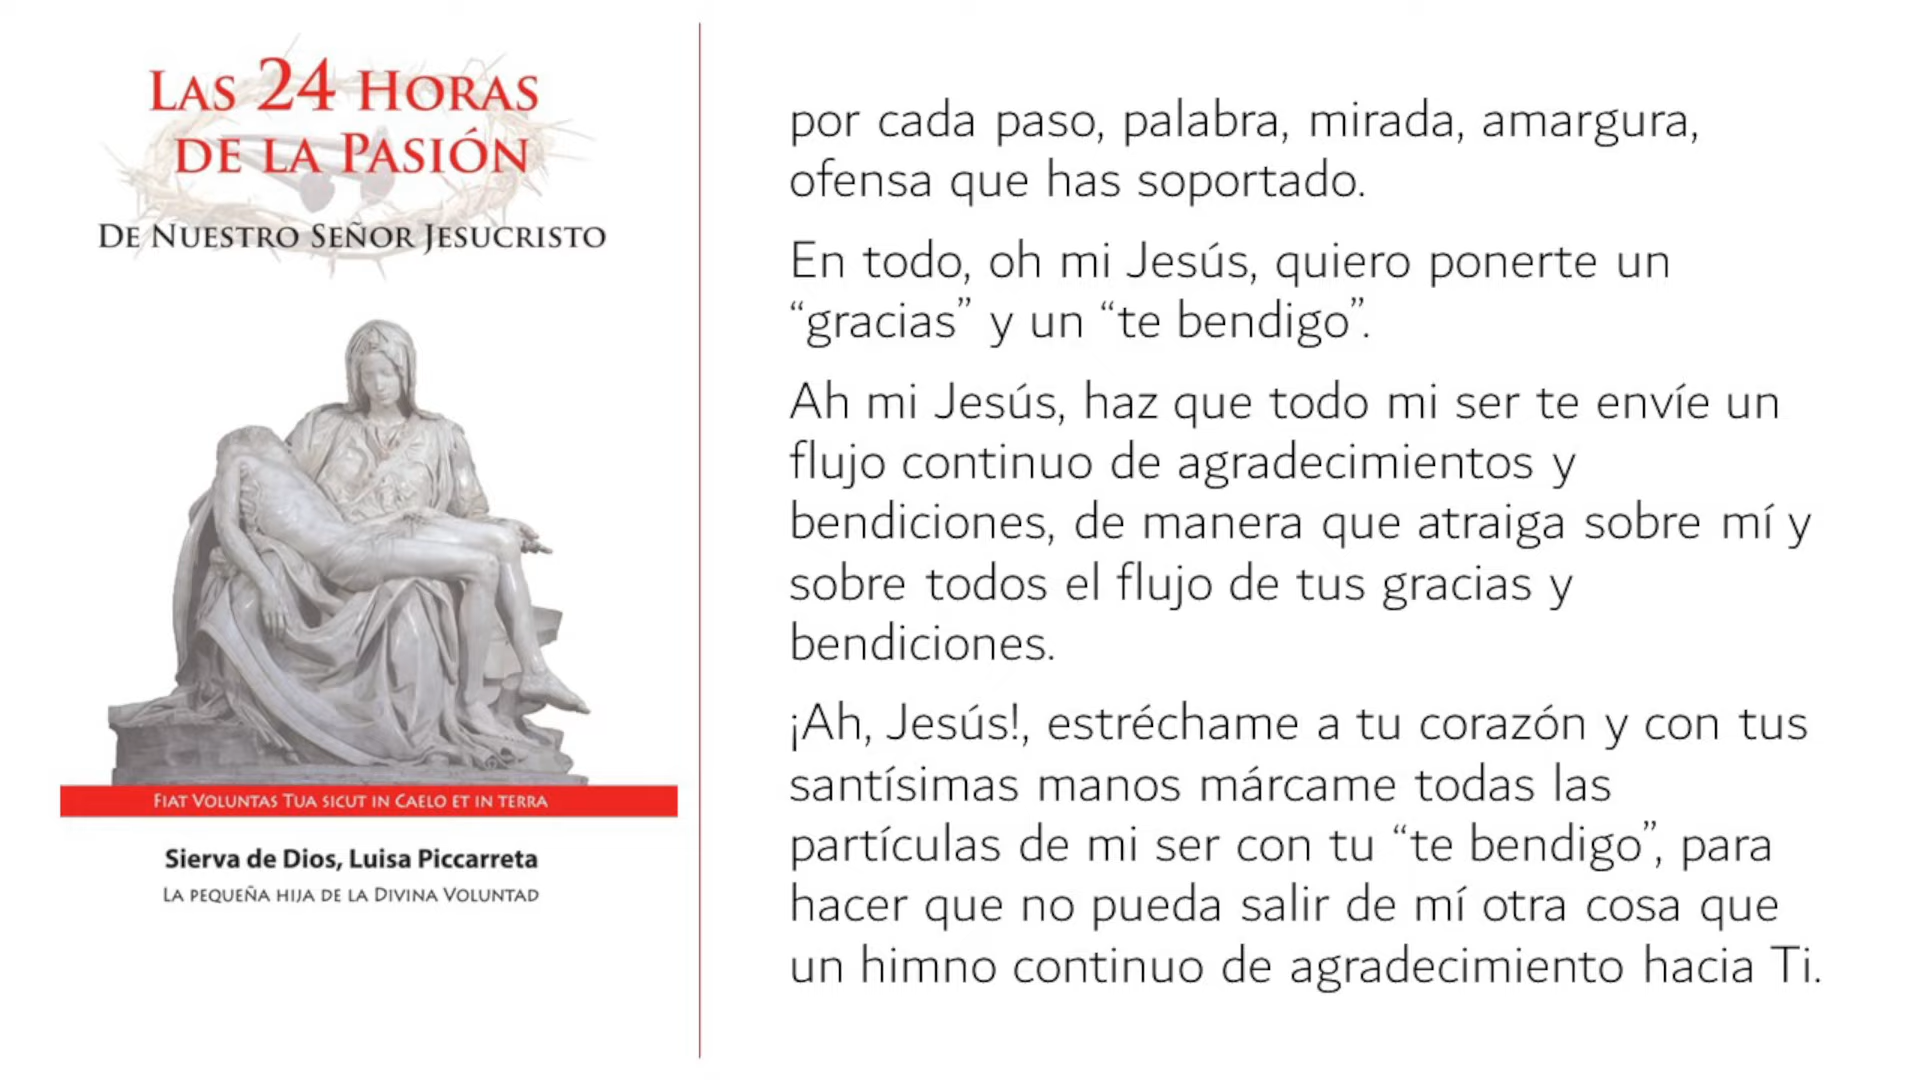 LAS 24 HORAS
DE LA PASIÓN
DE NUESTRO SEÑOR JESUCRISTO
FIAT VOLUNTAS TUA SICUT IN CAELO ET IN TERRA
Sierva de Dios, Luisa Piccarreta
LA PEQUEÑA HIJA DE LA DIVINA VOLUNTAD
por cada paso, palabra, mirada, amargura,
ofensa que has soportado.
En todo, oh mi Jesús, quiero ponerte un
“gracias” y un “te bendigo”.
Ah mi Jesús, haz que todo mi ser te envíe un
flujo continuo de agradecimientos y
bendiciones, de manera que atraiga sobre mí y
sobre todos el flujo de tus gracias y
bendiciones.
¡Ah, Jesús!, estréchame a tu corazón y con tus
santísimas manos márcame todas las
partículas de mi ser con tu “te bendigo”, para
hacer que no pueda salir de mí otra cosa que
un himno continuo de agradecimiento hacia Ti.